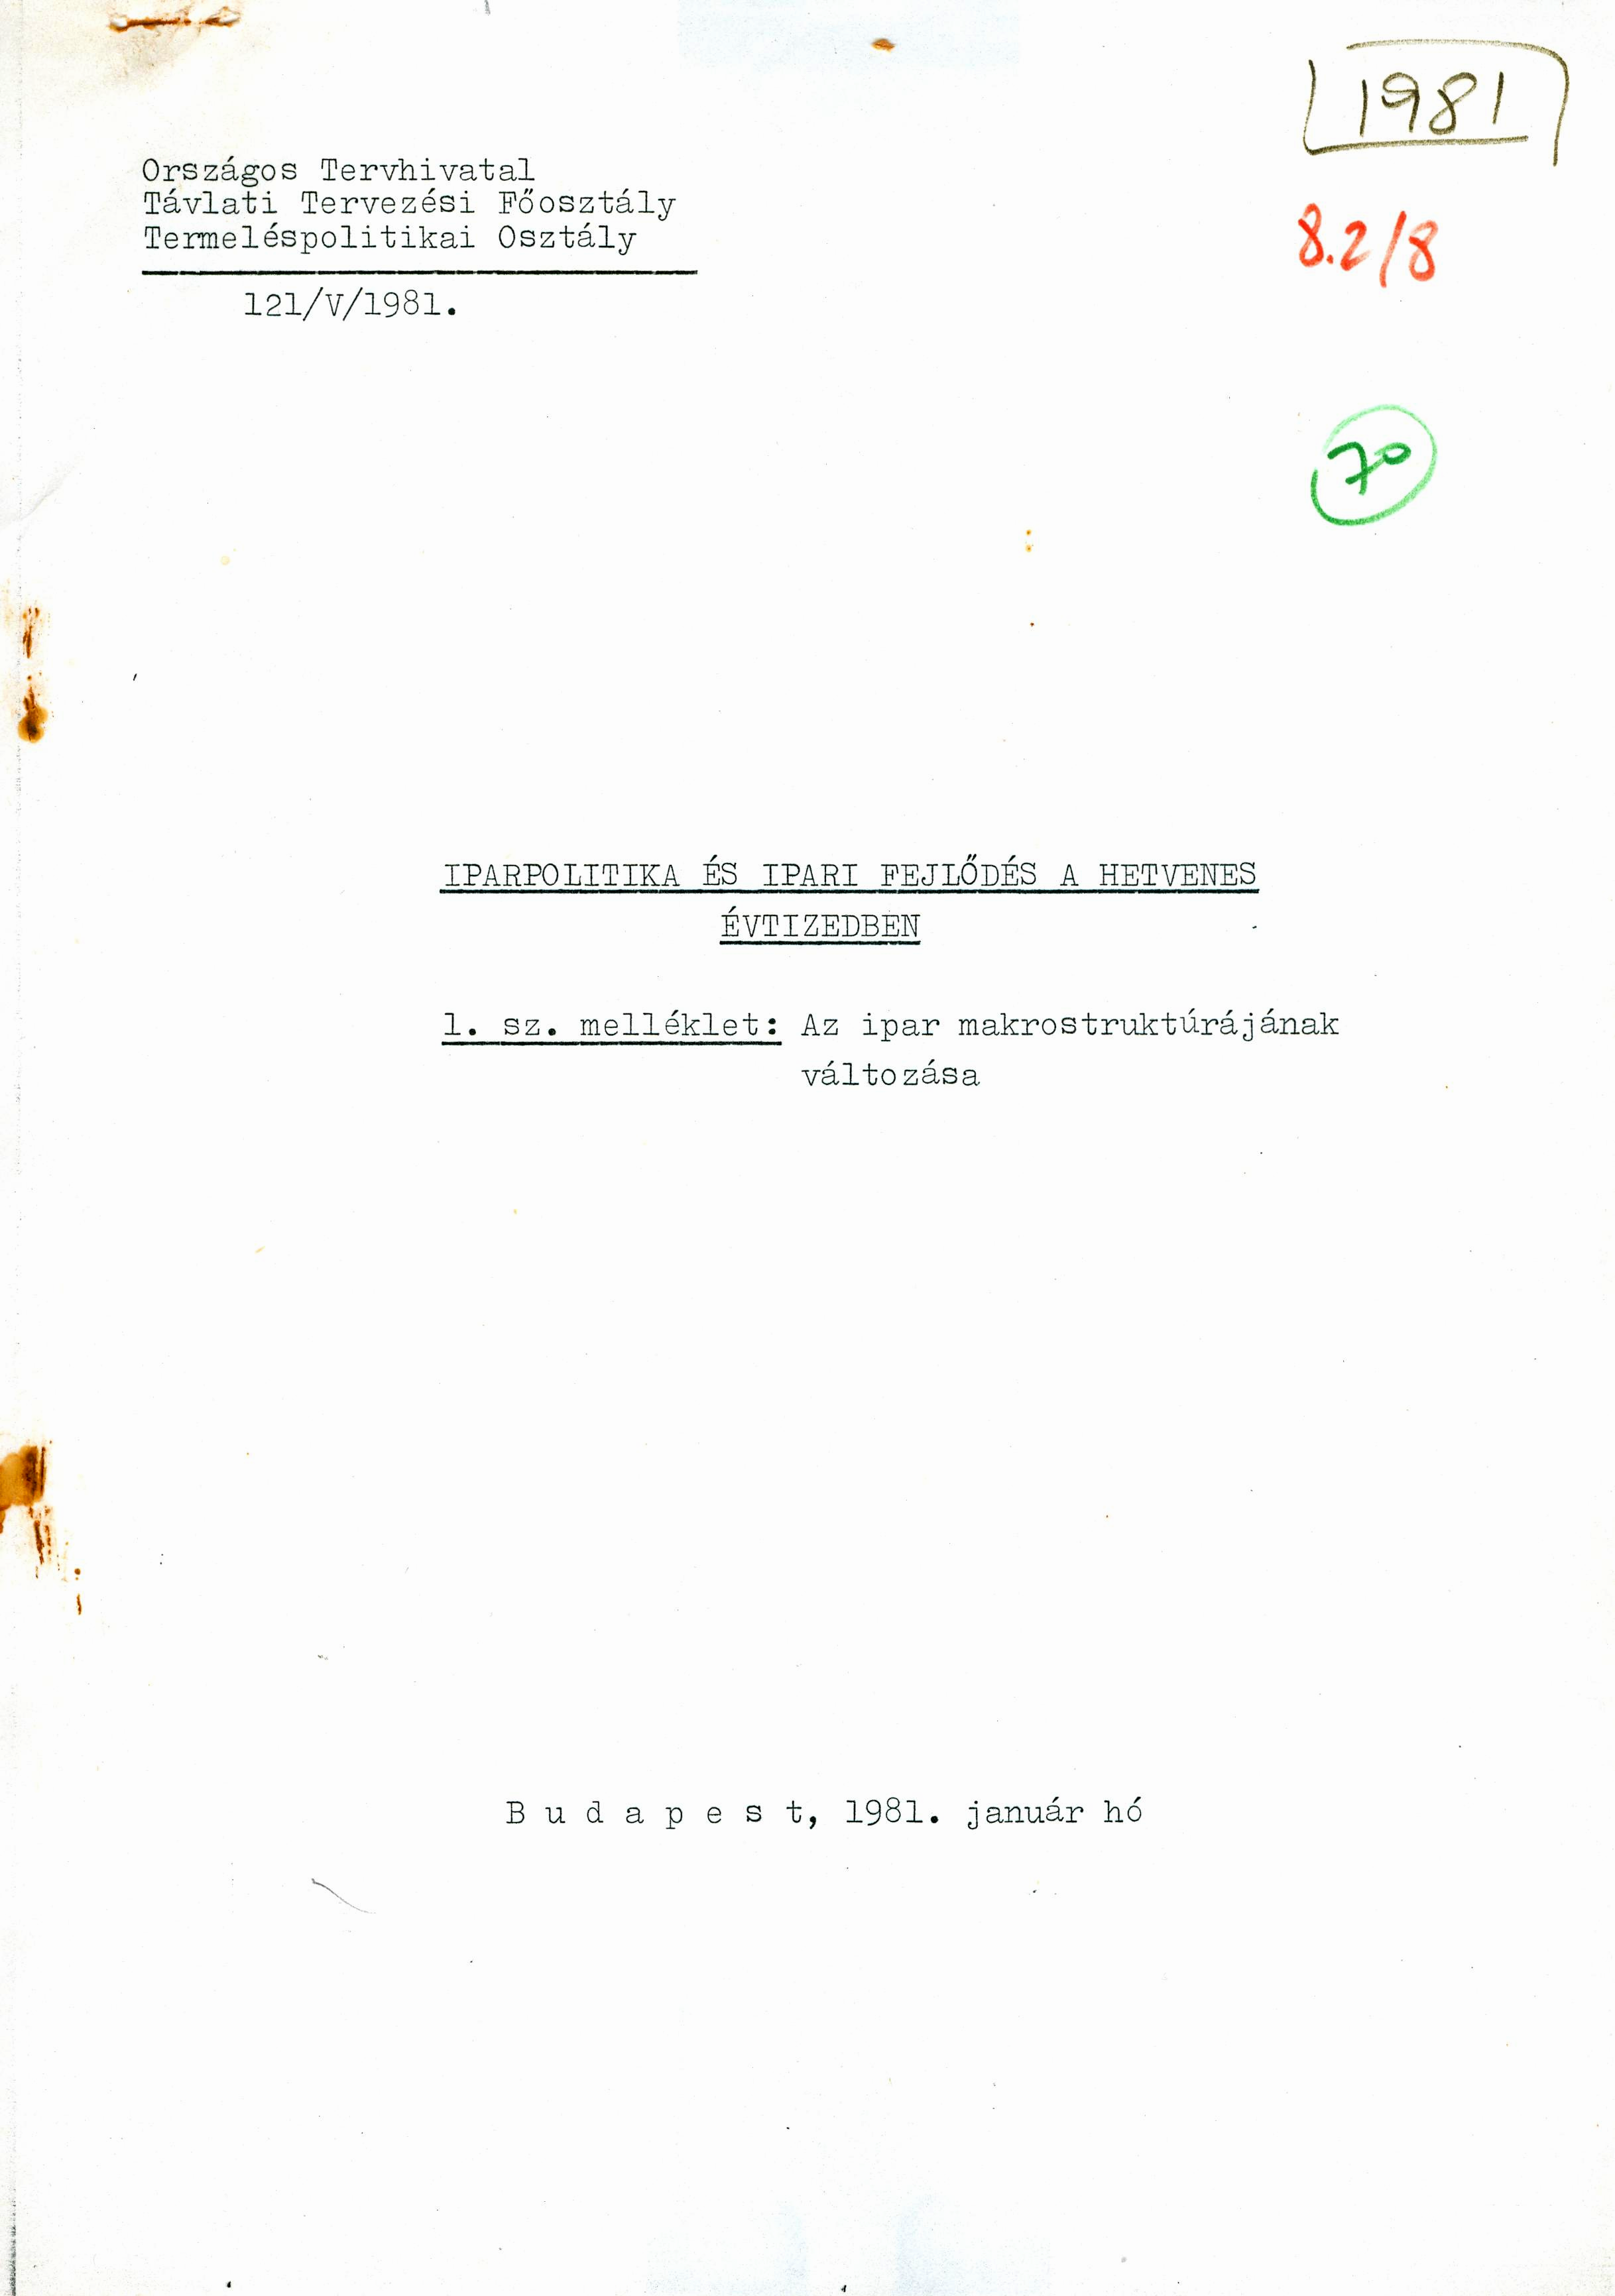 1981
Országos Tervhivatal
Távlati Tervezési Főosztály
Termeléspolitikai Osztály
121/V/1981.
8.2/8
70
IPARPOLITIKA ÉS IPARI FEJLŐDÉS A HETVENES
ÉVTIZEDBEN
1. sz. melléklet: Az ipar makrostruktúrájának
változása
B u d a p e s t, 1981. január hó